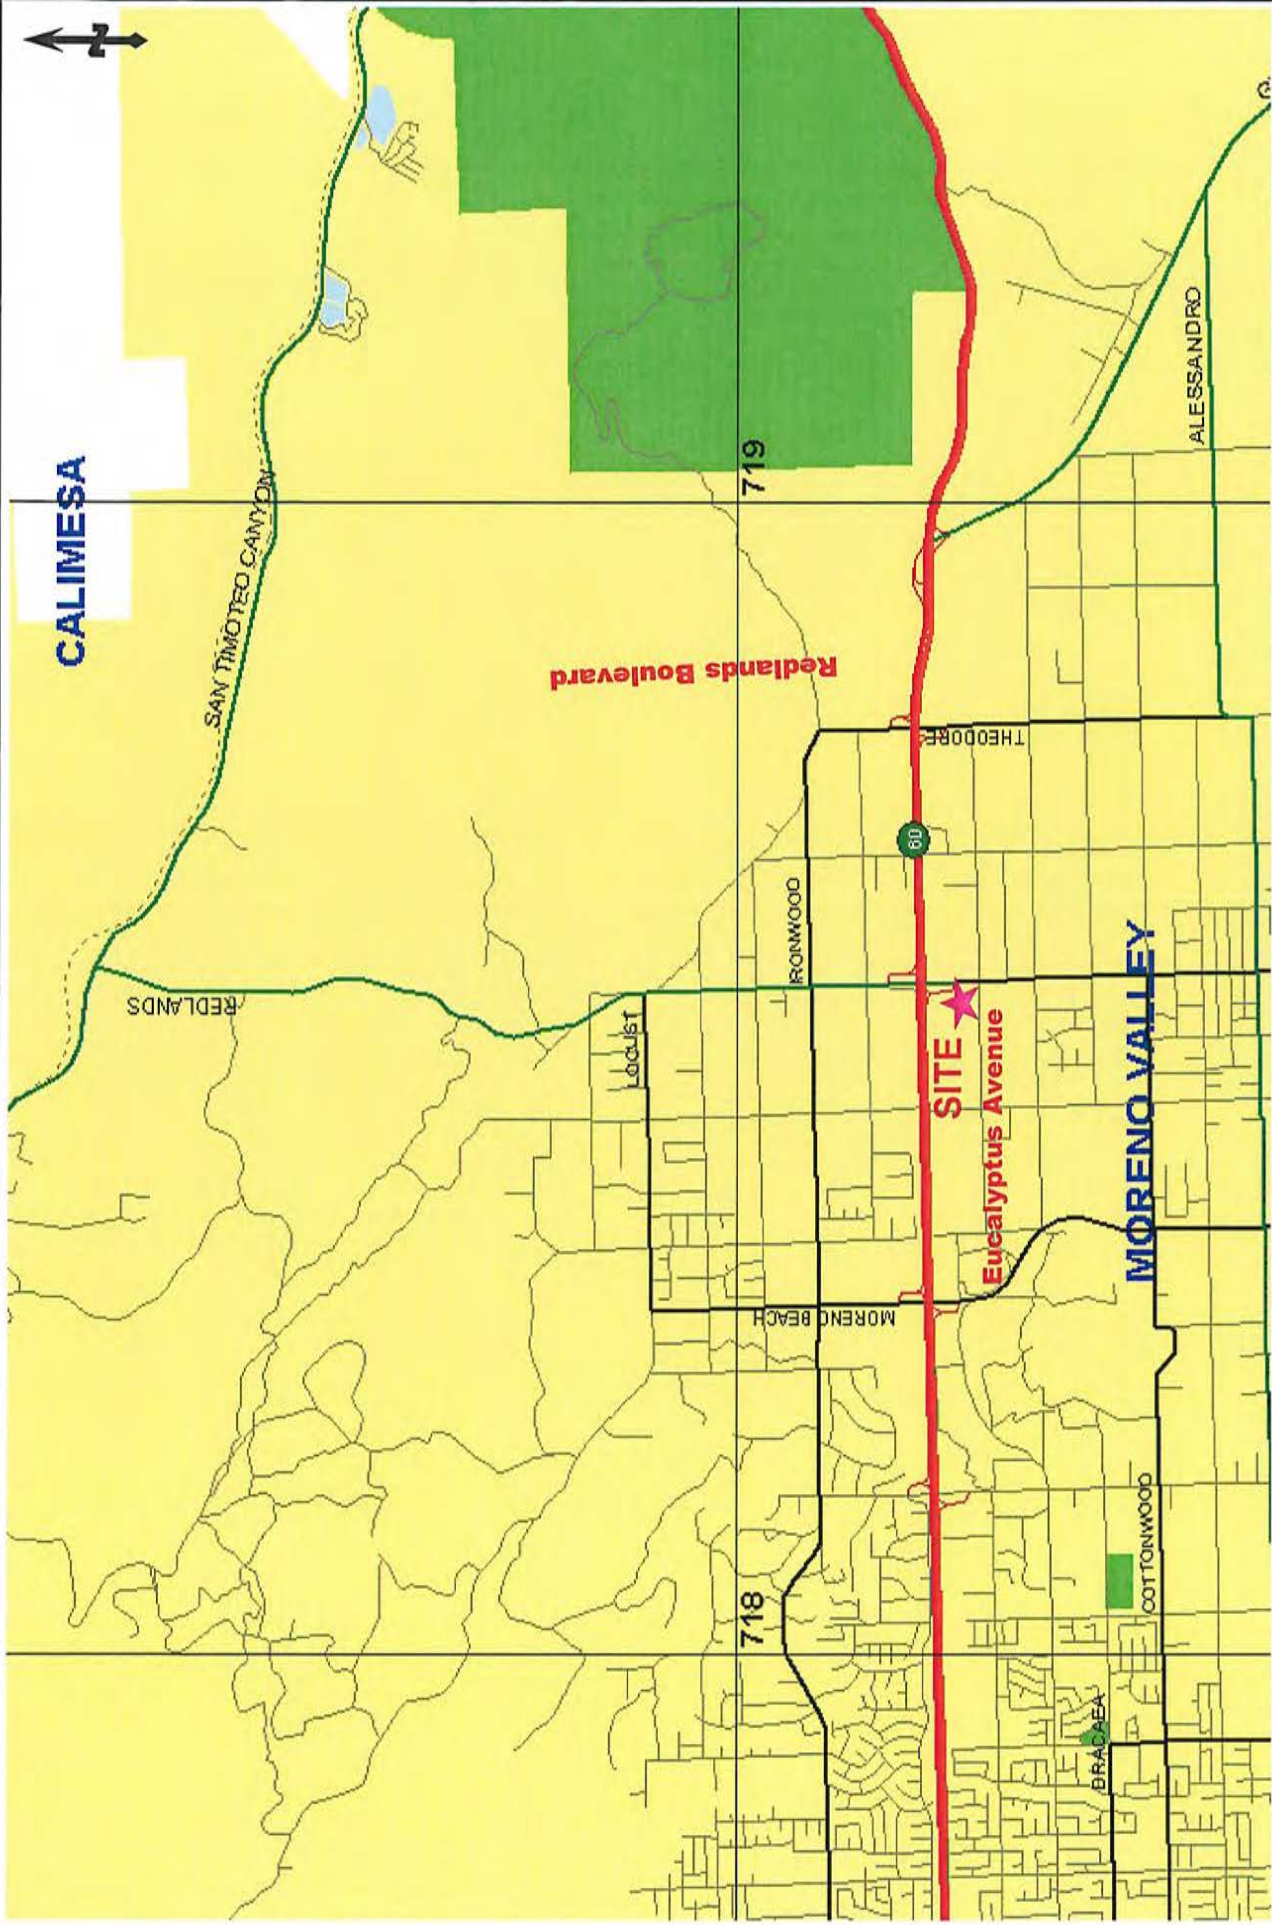 N
CALIMESA
REDLANDS
SAN TIMOTEO CANYON
LOCUST
Redlands Boulevard
718
719
IRONWOOD
MORENO BEACH
60
SITE
THEODORE
Eucalyptus Avenue
DRACAEA
MORENO VALLEY
COTTONWOOD
ALESSANDRO